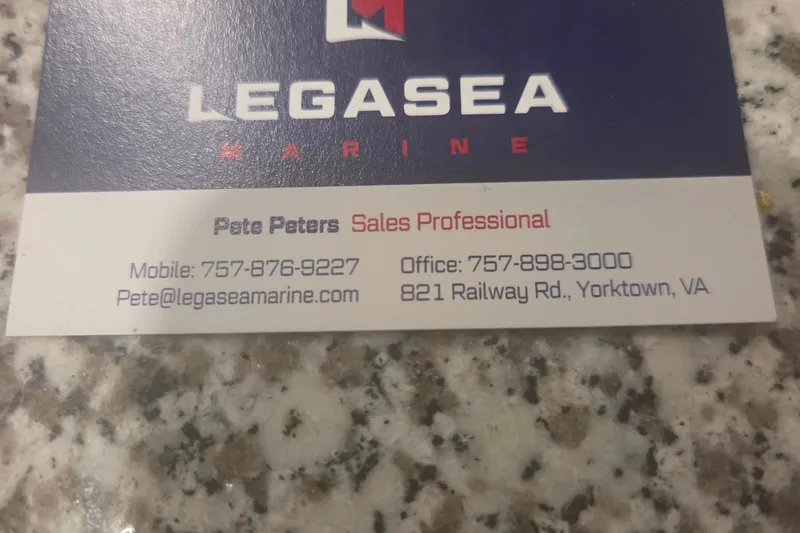 LEGASEA
MARINE
Pete Peters Sales Professional
Mobile: 757-876-9227 Office: 757-898-3000
Pete@legaseamarine.com 821 Railway Rd., Yorktown, VA